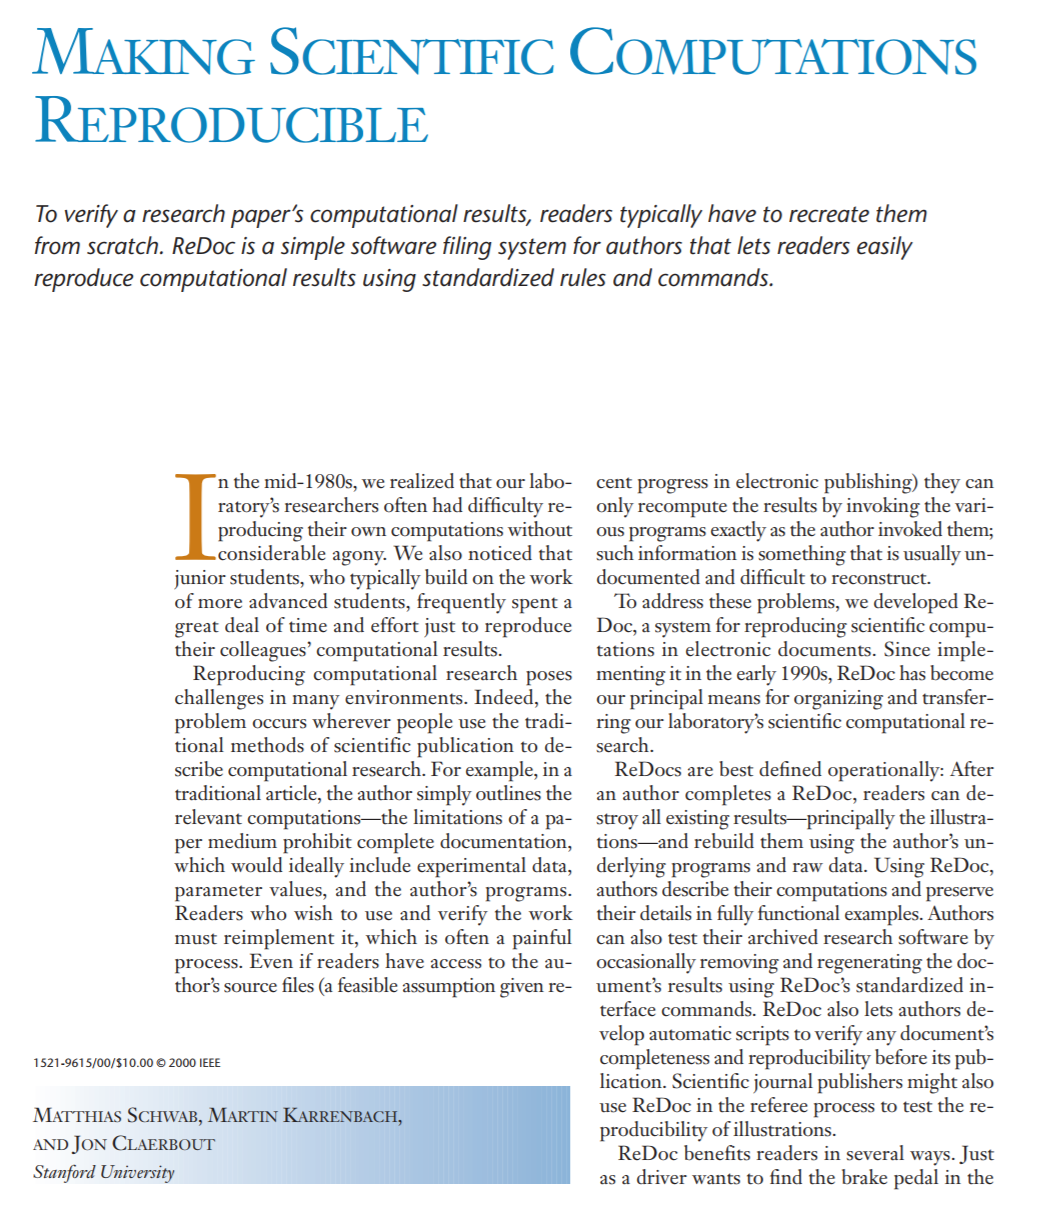 MAKING SCIENTIFIC COMPUTATIONS
REPRODUCIBLE
To verify a research paper's computational results, readers typically have to recreate them
from scratch. ReDoc is a simple software filing system for authors that lets readers easily
reproduce computational results using standardized rules and commands.
In the mid-1980s, we realized that our labo-
ratory's researchers often had difficulty re-
producing their own computations without
considerable agony. We also noticed that
junior students, who typically build on the work
of more advanced students, frequently spent a
great deal of time and effort just to reproduce
their colleagues' computational results.
Reproducing computational research poses
challenges in many environments. Indeed, the
problem occurs wherever people use the tradi-
tional methods of scientific publication to de-
scribe computational research. For example, in a
traditional article, the author simply outlines the
relevant computations—the limitations of a pa-
per medium prohibit complete documentation,
which would ideally include experimental data,
parameter values, and the author's programs.
Readers who wish to use and verify the work
must reimplement it, which is often a painful
process. Even if readers have access to the au-
thor's source files (a feasible assumption given re-
cent progress in electronic publishing) they can
only recompute the results by invoking the vari-
ous programs exactly as the author invoked them;
such information is something that is usually un-
documented and difficult to reconstruct.
To address these problems, we developed Re-
Doc, a system for reproducing scientific compu-
tations in electronic documents. Since imple-
menting it in the early 1990s, ReDoc has become
our principal means for organizing and transfer-
ring our laboratory's scientific computational re-
search.
ReDocs are best defined operationally: After
an author completes a ReDoc, readers can de-
stroy all existing results—principally the illustra-
tions—and rebuild them using the author's un-
derlying programs and raw data. Using ReDoc,
authors describe their computations and preserve
their details in fully functional examples. Authors
can also test their archived research software by
occasionally removing and regenerating the doc-
ument's results using ReDoc's standardized in-
terface commands. ReDoc also lets authors de-
velop automatic scripts to verify any document's
completeness and reproducibility before its pub-
lication. Scientific journal publishers might also
use ReDoc in the referee process to test the re-
producibility of illustrations.
ReDoc benefits readers in several ways. Just
as a driver wants to find the brake pedal in the
1521-9615/00/$10.00 © 2000 IEEE
MATTHIAS SCHWAB, MARTIN KARRENBACH,
AND JON CLAERBOUT
Stanford University